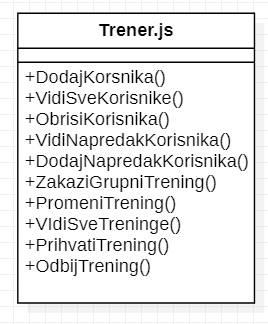 Trener.js
+DodajKorsnika()
+VidiSveKorisnike()
+ObrisiKorisnika()
+VidiNapredakKorisnika()
+DodajNapredakKorisnika()
+ZakaziGrupniTrening()
+PromeniTrening()
+VIdiSveTreninge()
+PrihvatiTrening()
+OdbijTrening()